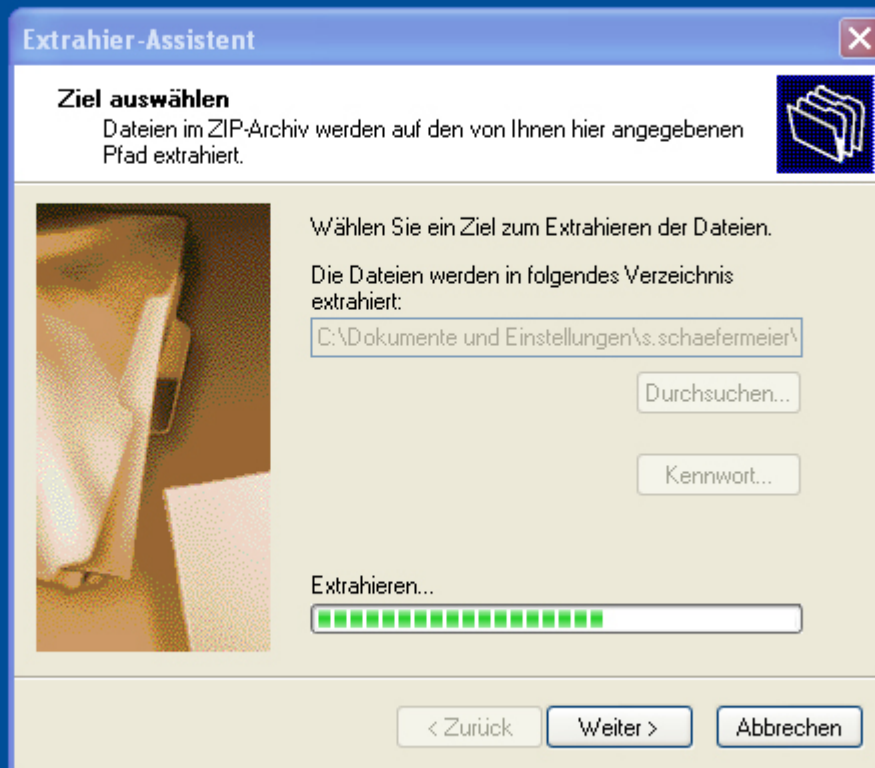 Extrahier-Assistent
Ziel auswählen
Dateien im ZIP-Archiv werden auf den von Ihnen hier angegebenen
Pfad extrahiert.
Wählen Sie ein Ziel zum Extrahieren der Dateien.
Die Dateien werden in folgendes Verzeichnis
extrahiert:
C:\Dokumente und Einstellungen\s.schaefermeier\
Durchsuchen...
Kennwort...
Extrahieren...
< Zurück
Weiter >
Abbrechen